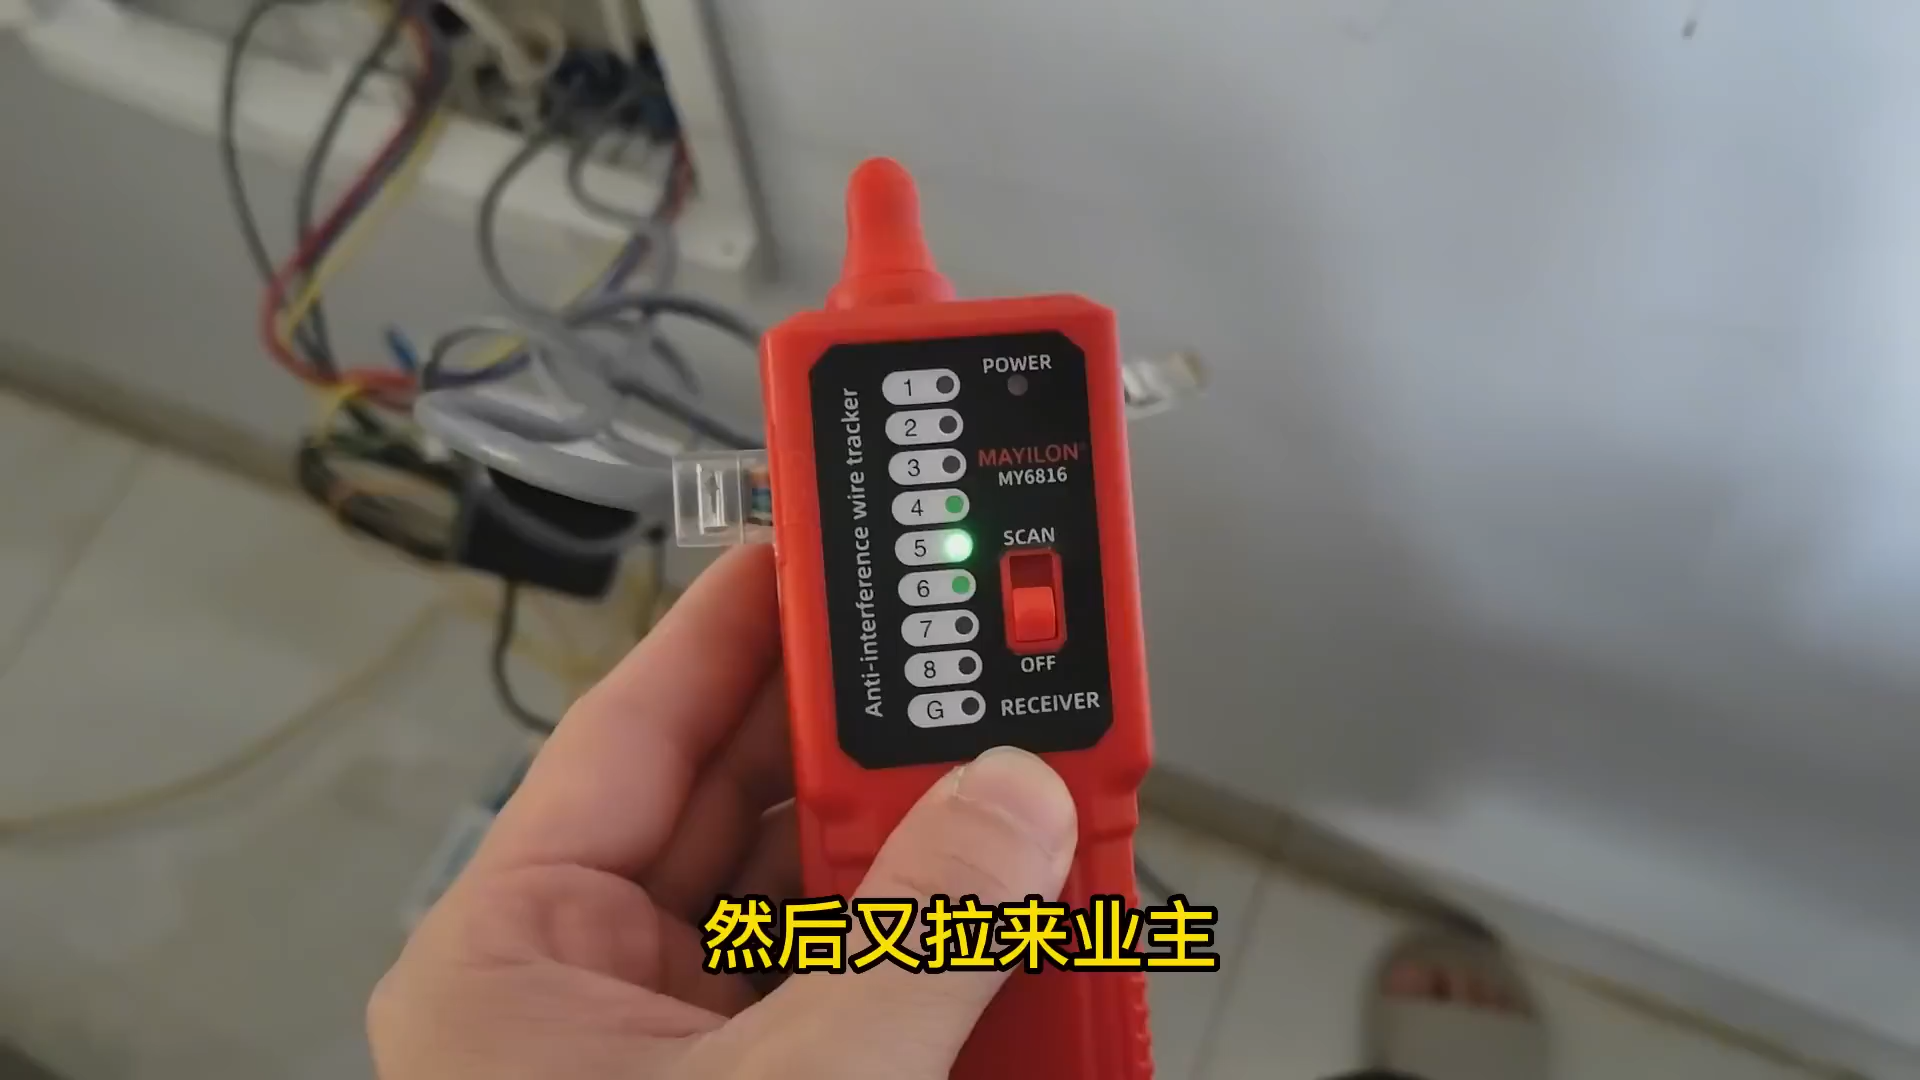 POWER
1
2
3
4
5
6
7
8
G
Anti-interference wire tracker
MAYILON®
MY6816
SCAN
OFF
RECEIVER
然后又拉来业主